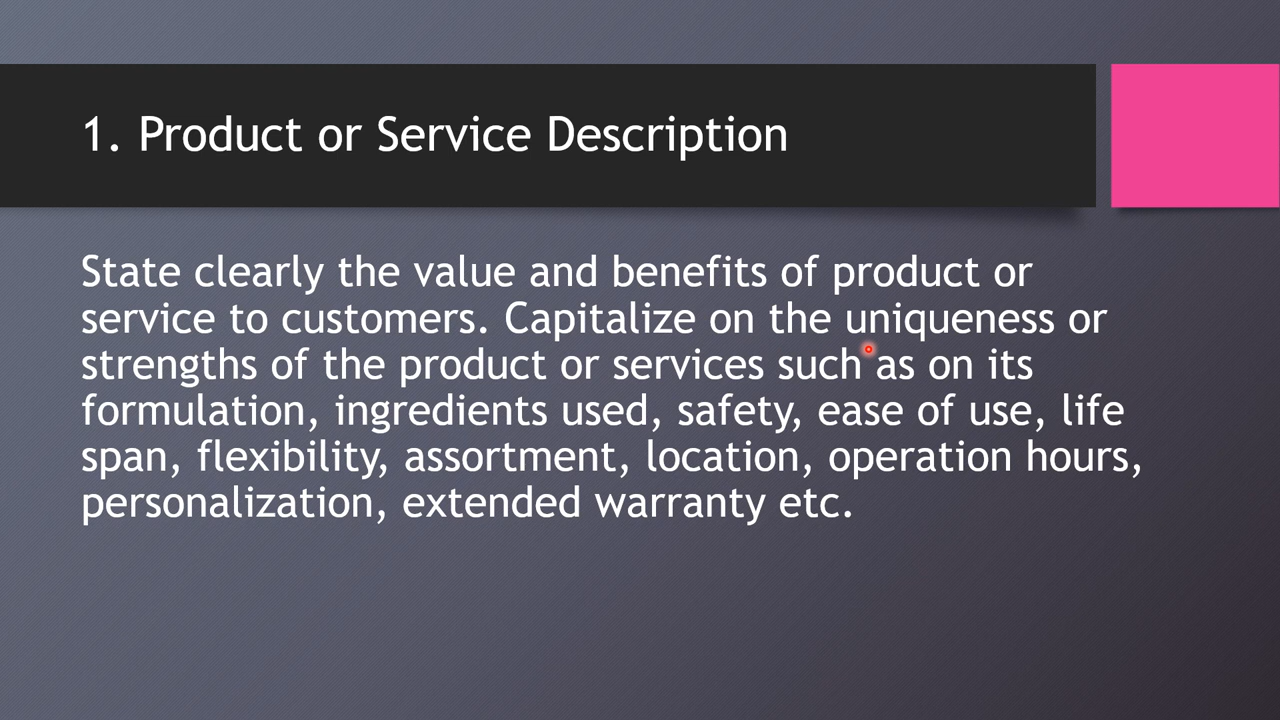 1. Product or Service Description
State clearly the value and benefits of product or
service to customers. Capitalize on the uniqueness or
strengths of the product or services such as on its
formulation, ingredients used, safety, ease of use, life
span, flexibility, assortment, location, operation hours,
personalization, extended warranty etc.